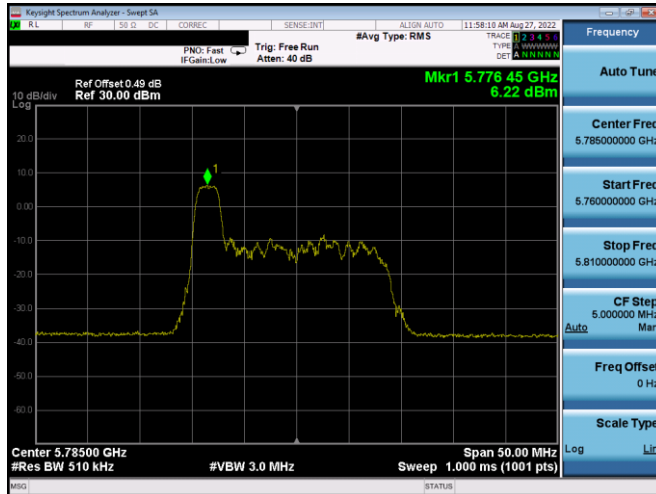 Keysight Spectrum Analyzer - Swept SA
RL RF 50 Ω DC CORREC SENSE:INT ALIGN AUTO 11:58:10 AM Aug 27, 2022
#Avg Type: RMS
TRACE 1 2 3 4 5 6
TYPE A WWWWW
DET A N N N N N
PNO: Fast
IFGain:Low
Trig: Free Run
Atten: 40 dB
Mkr1 5.776 45 GHz
6.22 dBm
Ref Offset 0.49 dB
Ref 30.00 dBm
10 dB/div
Log
20.0
10.0
0.00
-10.0
-20.0
-30.0
-40.0
-50.0
-60.0
1
Center 5.78500 GHz
Span 50.00 MHz
#Res BW 510 kHz
#VBW 3.0 MHz
Sweep 1.000 ms (1001 pts)
MSG
STATUS
Frequency
Auto Tune
Center Freq
5.785000000 GHz
Start Freq
5.760000000 GHz
Stop Freq
5.810000000 GHz
CF Step
5.000000 MHz
Auto Man
Freq Offset
0 Hz
Scale Type
Log Lin